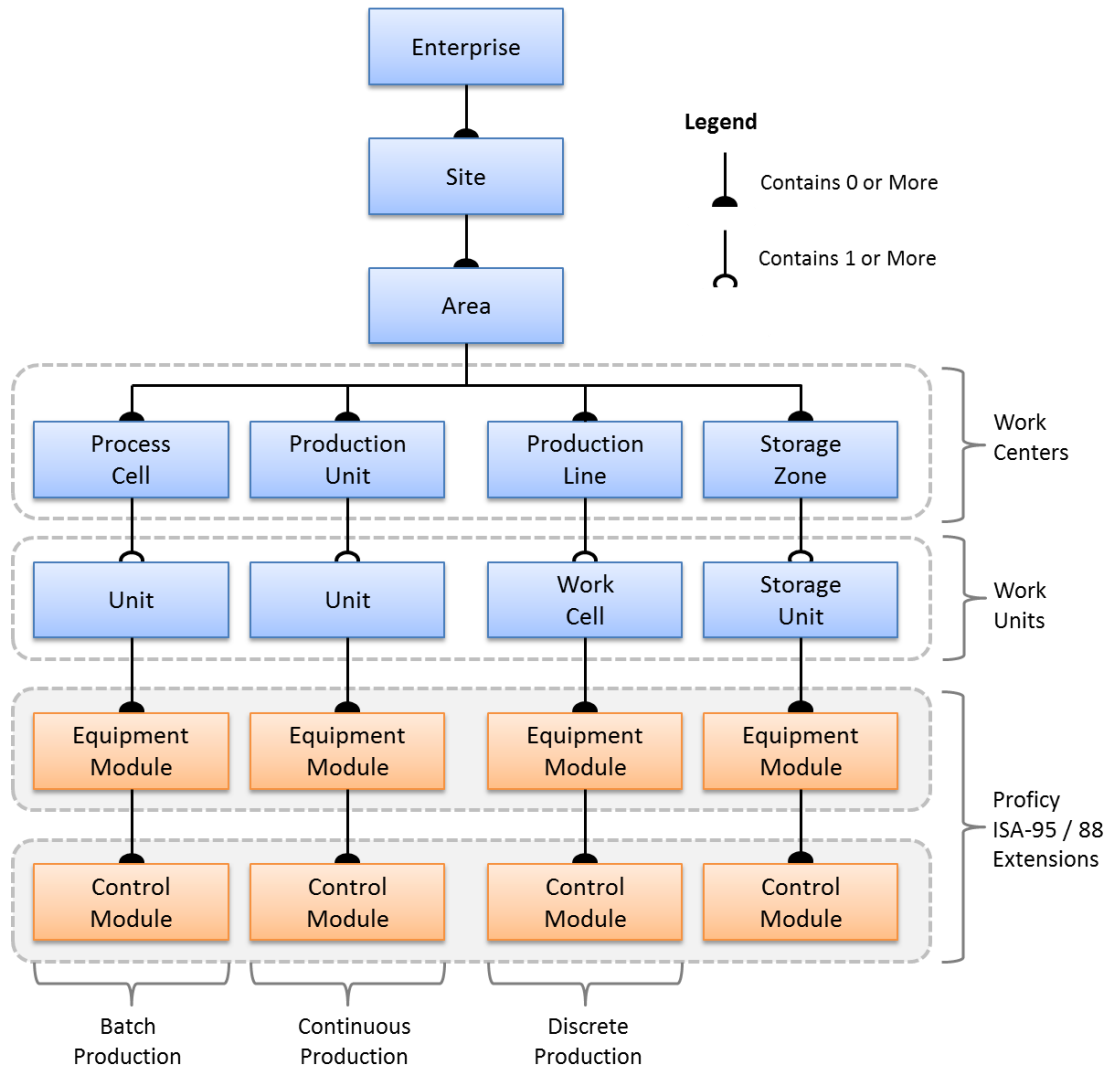 Enterprise
Legend
Site
Contains 0 or More
Contains 1 or More
Area
Process
Cell
Production
Unit
Production
Line
Storage
Zone
Work
Centers
Unit
Unit
Work
Cell
Storage
Unit
Work
Units
Equipment
Module
Equipment
Module
Equipment
Module
Equipment
Module
Proficy
ISA-95 / 88
Extensions
Control
Module
Control
Module
Control
Module
Control
Module
Batch
Production
Continuous
Production
Discrete
Production